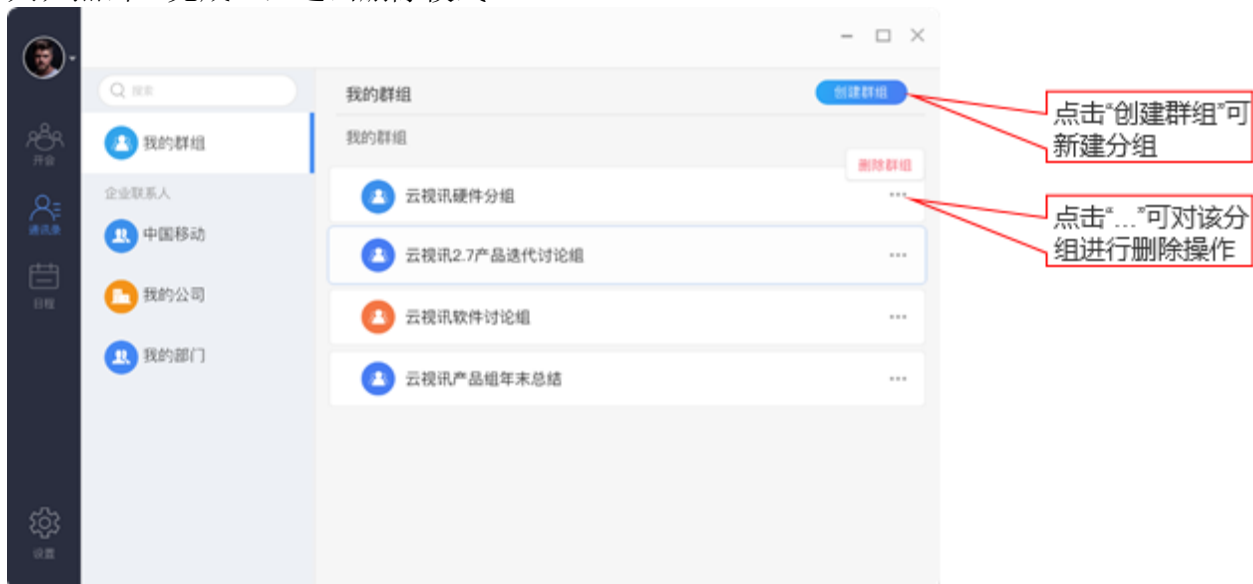 搜索
我的群组
创建群组
点击“创建群组”可
新建分组
开会
我的群组
我的群组
删除群组
企业联系人
云视讯硬件分组
...
点击“...”可对该分
组进行删除操作
通讯录
中国移动
云视讯2.7产品迭代讨论组
...
日程
我的公司
云视讯软件讨论组
...
我的部门
云视讯产品组年末总结
...
设置